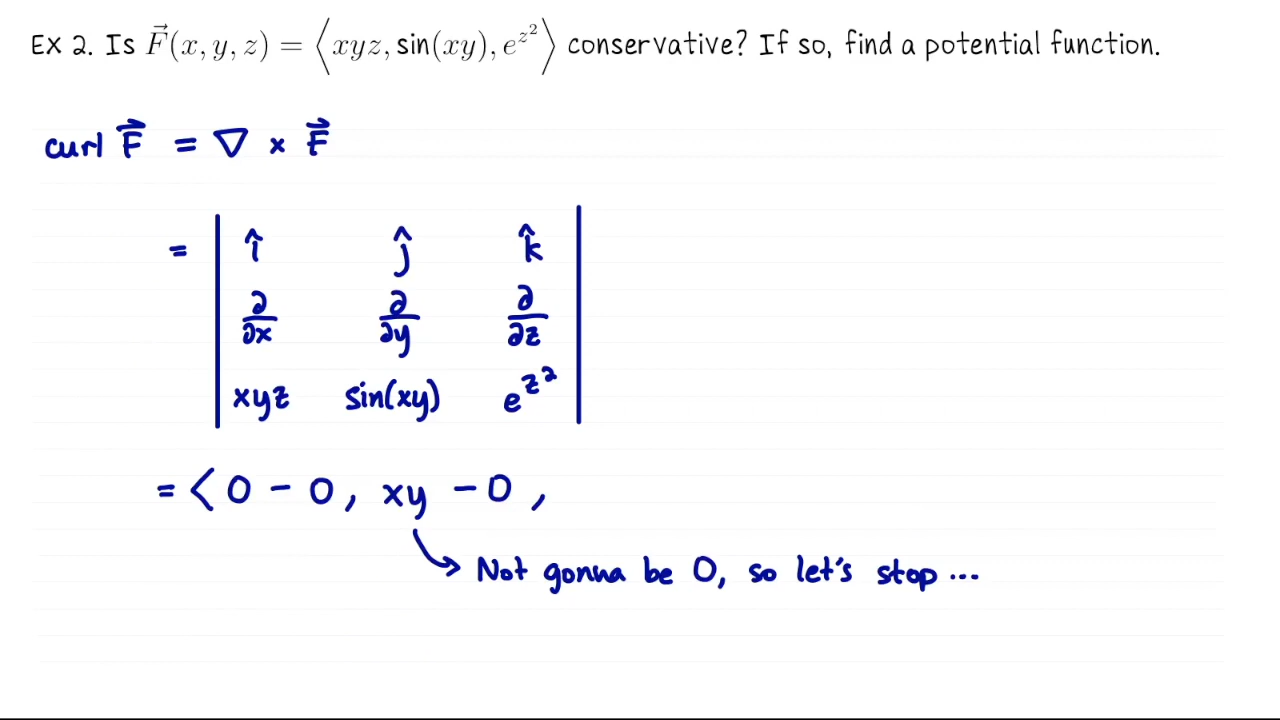 Ex 2. Is F⃗(x, y, z) = ⟨xyz, sin(xy), e^{z^2}⟩ conservative? If so, find a potential function.
curl F⃗ = ∇ × F⃗
= | î ĵ k̂ |
∂/∂x ∂/∂y ∂/∂z
xyz sin(xy) e^{z^2}
= ⟨ 0 - 0, xy - 0,
Not gonna be 0, so let's stop ...